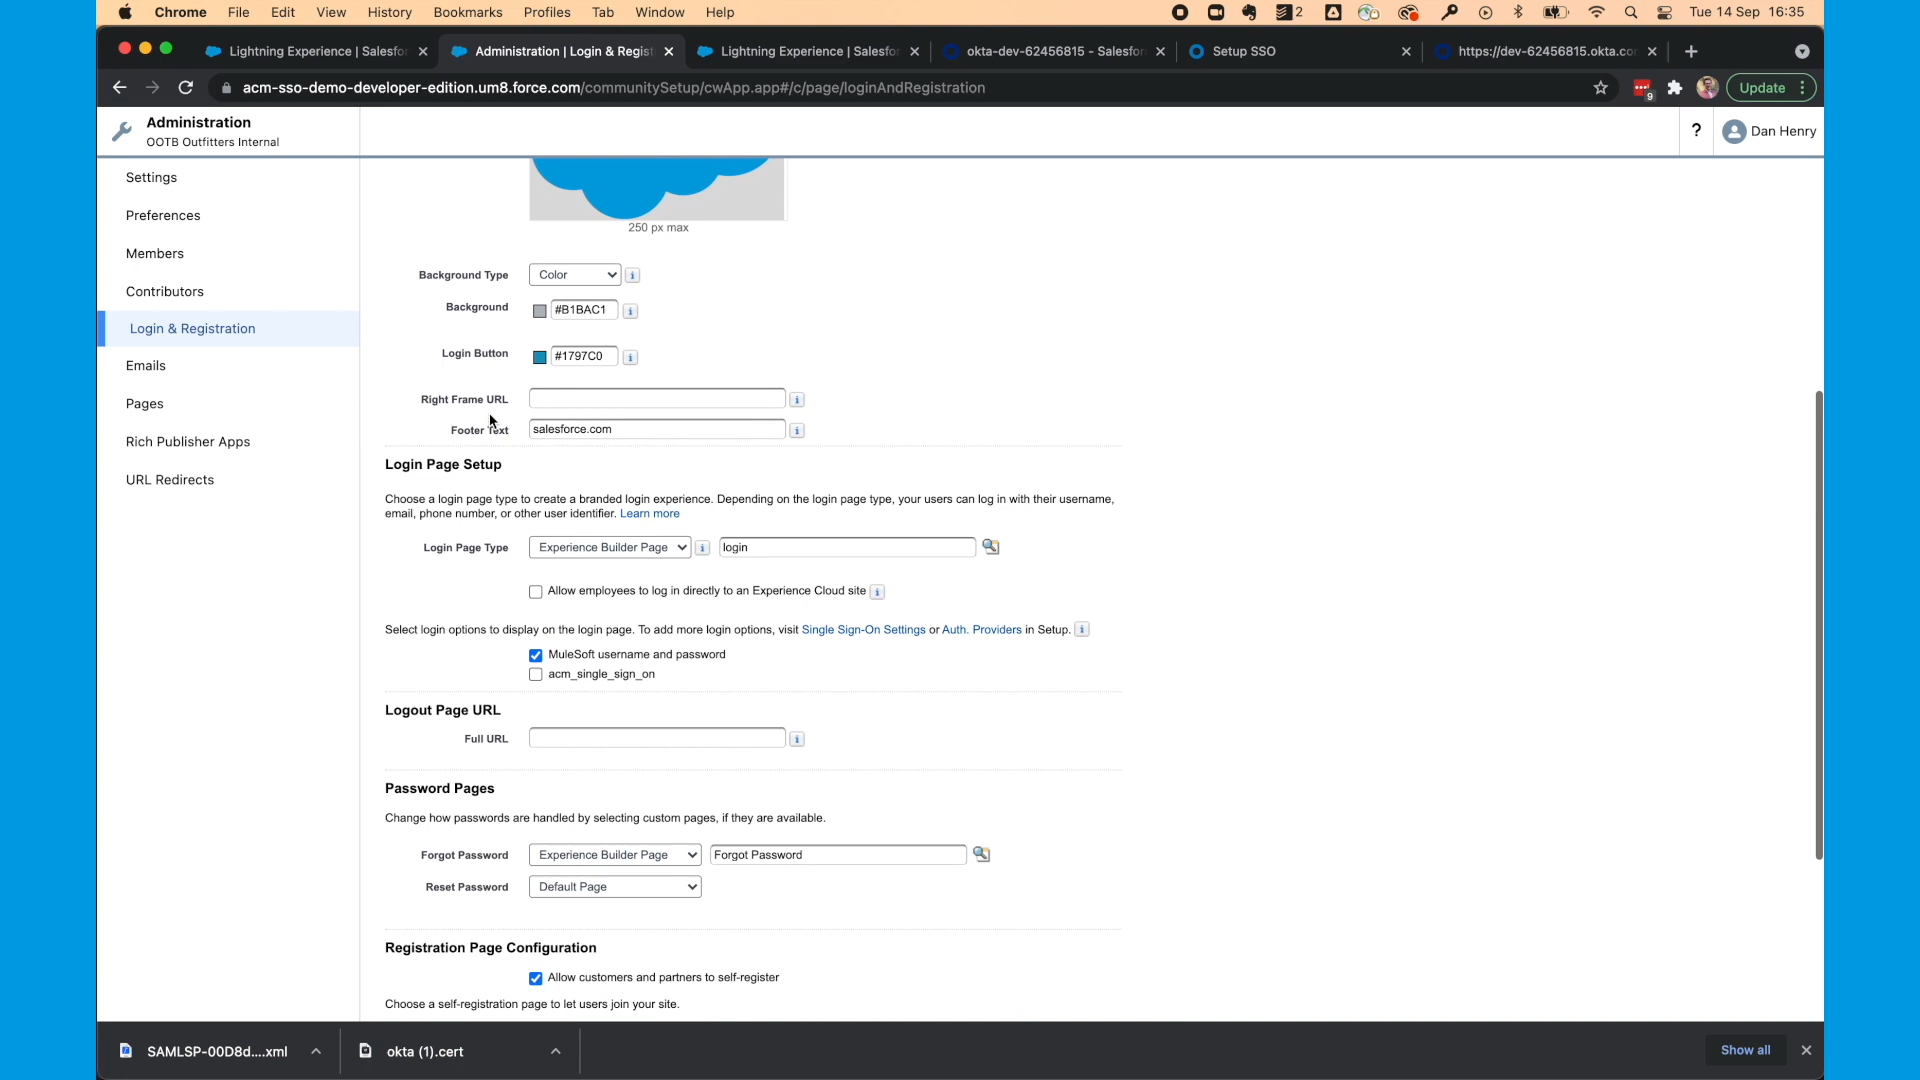 Chrome File Edit View History Bookmarks Profiles Tab Window Help 2 Tue 14 Sep 16:35
Lightning Experience | Salesfor Administration | Login & Regist Lightning Experience | Salesfor okta-dev-62456815 - Salesfor Setup SSO https://dev-62456815.okta.co
acm-sso-demo-developer-edition.um8.force.com/communitySetup/cwApp.app#/c/page/loginAndRegistration 9 Update
Administration
OOTB Outfitters Internal
? Dan Henry
Settings
Preferences
Members
Contributors
Login & Registration
Emails
Pages
Rich Publisher Apps
URL Redirects
250 px max
Background Type Color i
Background #B1BAC1 i
Login Button #1797C0 i
Right Frame URL i
Footer Text salesforce.com i
Login Page Setup
Choose a login page type to create a branded login experience. Depending on the login page type, your users can log in with their username,
email, phone number, or other user identifier. Learn more
Login Page Type Experience Builder Page i login
Allow employees to log in directly to an Experience Cloud site i
Select login options to display on the login page. To add more login options, visit Single Sign-On Settings or Auth. Providers in Setup. i
MuleSoft username and password
acm_single_sign_on
Logout Page URL
Full URL i
Password Pages
Change how passwords are handled by selecting custom pages, if they are available.
Forgot Password Experience Builder Page Forgot Password
Reset Password Default Page
Registration Page Configuration
Allow customers and partners to self-register
Choose a self-registration page to let users join your site.
SAMLSP-00D8d....xml okta (1).cert Show all